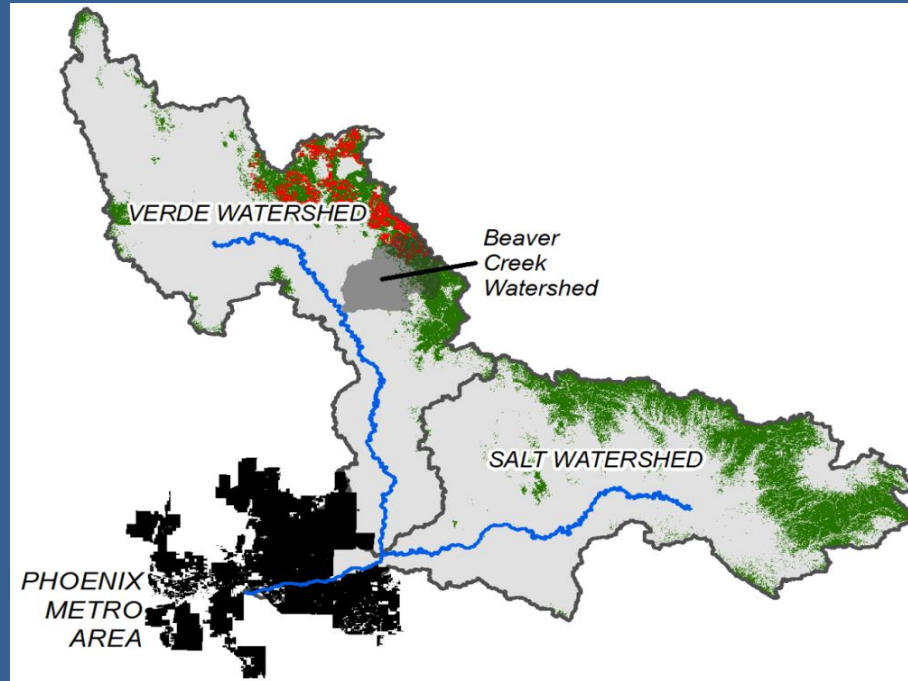 VERDE WATERSHED
Beaver
Creek
Watershed
SALT WATERSHED
PHOENIX
METRO
AREA